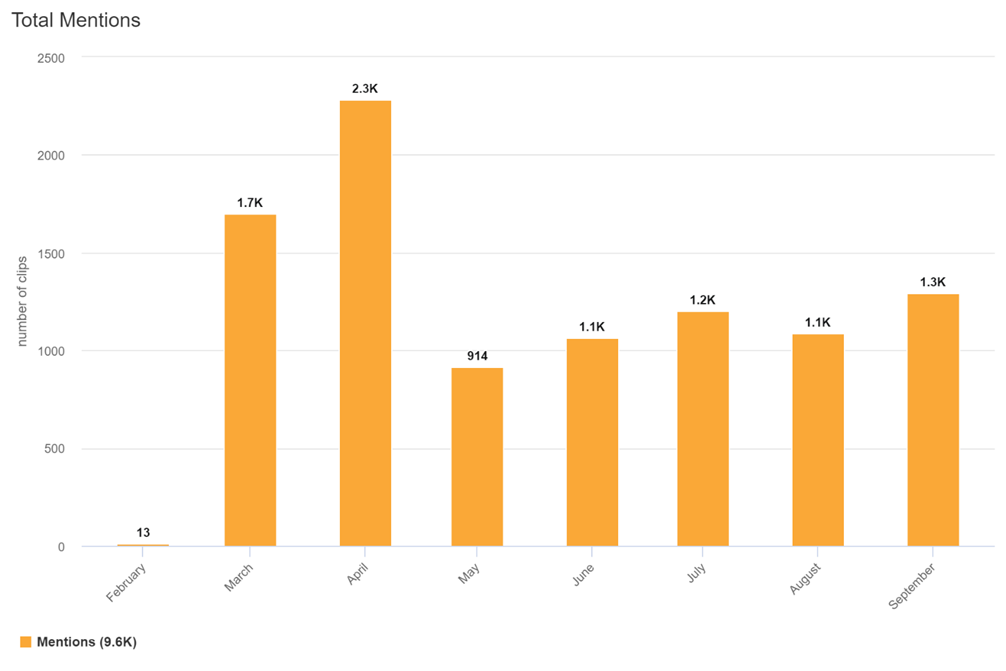 Total Mentions
2500
2000
1500
1000
500
0
number of clips
13
1.7K
2.3K
914
1.1K
1.2K
1.1K
1.3K
February
March
April
May
June
July
August
September
Mentions (9.6K)